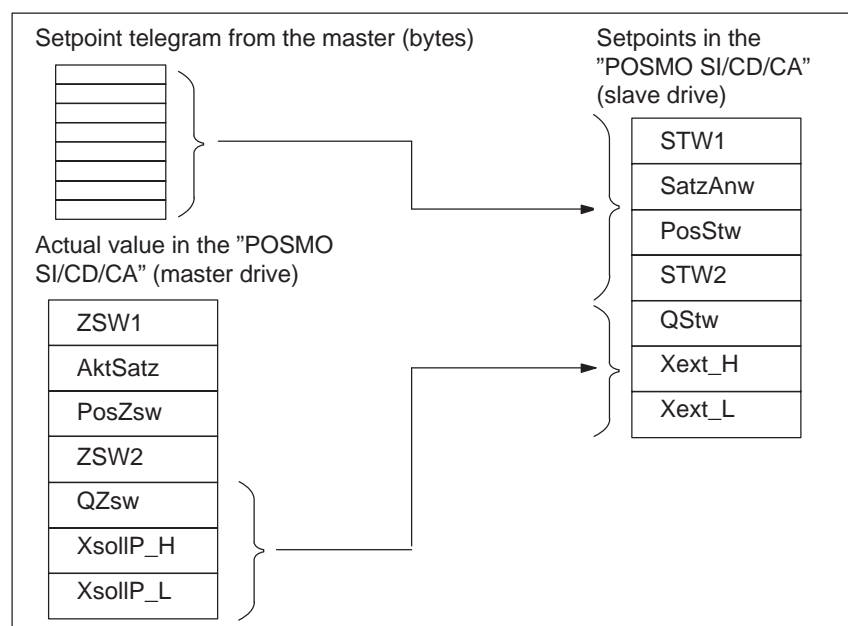 Setpoint telegram from the master (bytes)
Setpoints in the
”POSMO SI/CD/CA”
(slave drive)
STW1
SatzAnw
PosStw
STW2
QStw
Xext_H
Xext_L
Actual value in the ”POSMO
SI/CD/CA” (master drive)
ZSW1
AktSatz
PosZsw
ZSW2
QZsw
XsollP_H
XsollP_L